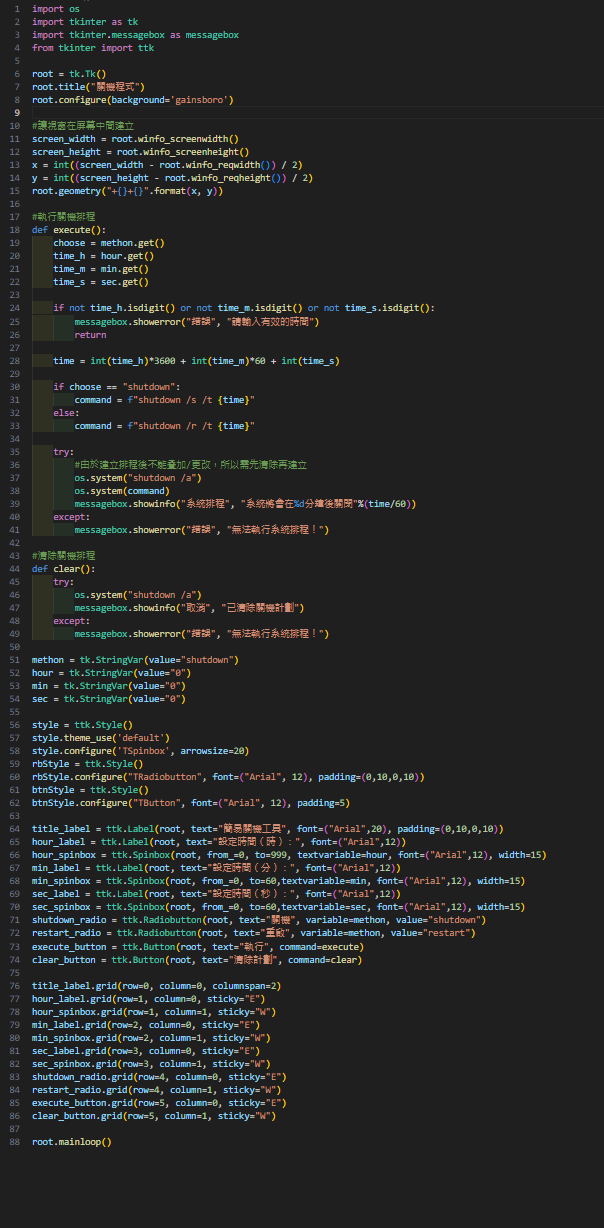 1 import os
2 import tkinter as tk
3 import tkinter.messagebox as messagebox
4 from tkinter import ttk
5
6 root = tk.Tk()
7 root.title("關機程式")
8 root.configure(background='gainsboro')
9
10 #讓視窗在屏幕中間建立
11 screen_width = root.winfo_screenwidth()
12 screen_height = root.winfo_screenheight()
13 x = int((screen_width - root.winfo_reqwidth()) / 2)
14 y = int((screen_height - root.winfo_reqheight()) / 2)
15 root.geometry("+{}+{}".format(x, y))
16
17 #執行關機排程
18 def execute():
19     choose = methon.get()
20     time_h = hour.get()
21     time_m = min.get()
22     time_s = sec.get()
23
24     if not time_h.isdigit() or not time_m.isdigit() or not time_s.isdigit():
25         messagebox.showerror("錯誤", "請輸入有效的時間")
26         return
27
28     time = int(time_h)*3600 + int(time_m)*60 + int(time_s)
29
30     if choose == "shutdown":
31         command = f"shutdown /s /t {time}"
32     else:
33         command = f"shutdown /r /t {time}"
34
35     try:
36         #由於建立排程後不能疊加/更改，所以需先清除再建立
37         os.system("shutdown /a")
38         os.system(command)
39         messagebox.showinfo("系統排程", "系統將會在%d分鐘後關閉"%(time/60))
40     except:
41         messagebox.showerror("錯誤", "無法執行系統排程！")
42
43 #清除關機排程
44 def clear():
45     try:
46         os.system("shutdown /a")
47         messagebox.showinfo("取消", "已清除關機計劃")
48     except:
49         messagebox.showerror("錯誤", "無法執行系統排程！")
50
51 methon = tk.StringVar(value="shutdown")
52 hour = tk.StringVar(value="0")
53 min = tk.StringVar(value="0")
54 sec = tk.StringVar(value="0")
55
56 style = ttk.Style()
57 style.theme_use('default')
58 style.configure('TSpinbox', arrowsize=20)
59 rbStyle = ttk.Style()
60 rbStyle.configure("TRadiobutton", font=("Arial", 12), padding=(0,10,0,10))
61 btnStyle = ttk.Style()
62 btnStyle.configure("TButton", font=("Arial", 12), padding=5)
63
64 title_label = ttk.Label(root, text="簡易關機工具", font=("Arial",20), padding=(0,10,0,10))
65 hour_label = ttk.Label(root, text="設定時間（時）：", font=("Arial",12))
66 hour_spinbox = ttk.Spinbox(root, from_=0, to=999, textvariable=hour, font=("Arial",12), width=15)
67 min_label = ttk.Label(root, text="設定時間（分）：", font=("Arial",12))
68 min_spinbox = ttk.Spinbox(root, from_=0, to=60,textvariable=min, font=("Arial",12), width=15)
69 sec_label = ttk.Label(root, text="設定時間（秒）：", font=("Arial",12))
70 sec_spinbox = ttk.Spinbox(root, from_=0, to=60,textvariable=sec, font=("Arial",12), width=15)
71 shutdown_radio = ttk.Radiobutton(root, text="關機", variable=methon, value="shutdown")
72 restart_radio = ttk.Radiobutton(root, text="重啟", variable=methon, value="restart")
73 execute_button = ttk.Button(root, text="執行", command=execute)
74 clear_button = ttk.Button(root, text="清除計劃", command=clear)
75
76 title_label.grid(row=0, column=0, columnspan=2)
77 hour_label.grid(row=1, column=0, sticky="E")
78 hour_spinbox.grid(row=1, column=1, sticky="W")
79 min_label.grid(row=2, column=0, sticky="E")
80 min_spinbox.grid(row=2, column=1, sticky="W")
81 sec_label.grid(row=3, column=0, sticky="E")
82 sec_spinbox.grid(row=3, column=1, sticky="W")
83 shutdown_radio.grid(row=4, column=0, sticky="E")
84 restart_radio.grid(row=4, column=1, sticky="W")
85 execute_button.grid(row=5, column=0, sticky="E")
86 clear_button.grid(row=5, column=1, sticky="W")
87
88 root.mainloop()